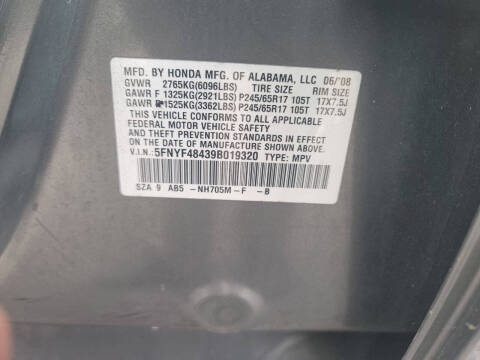 MFD. BY HONDA MFG. OF ALABAMA, LLC 06/'08
GVWR 2765KG(6096LBS) TIRE SIZE RIM SIZE
GAWR F 1325KG(2921LBS) P245/65R17 105T 17X7.5J
GAWR R 1525KG(3362LBS) P245/65R17 105T 17X7.5J
THIS VEHICLE CONFORMS TO ALL APPLICABLE
FEDERAL MOTOR VEHICLE SAFETY
AND THEFT PREVENTION STANDARDS IN EFFECT
ON THE DATE OF MANUFACTURE SHOWN ABOVE.
V.I.N.: 5FNYF48439B019320 TYPE: MPV
SZA 9 AB5 -NH705M-F -B